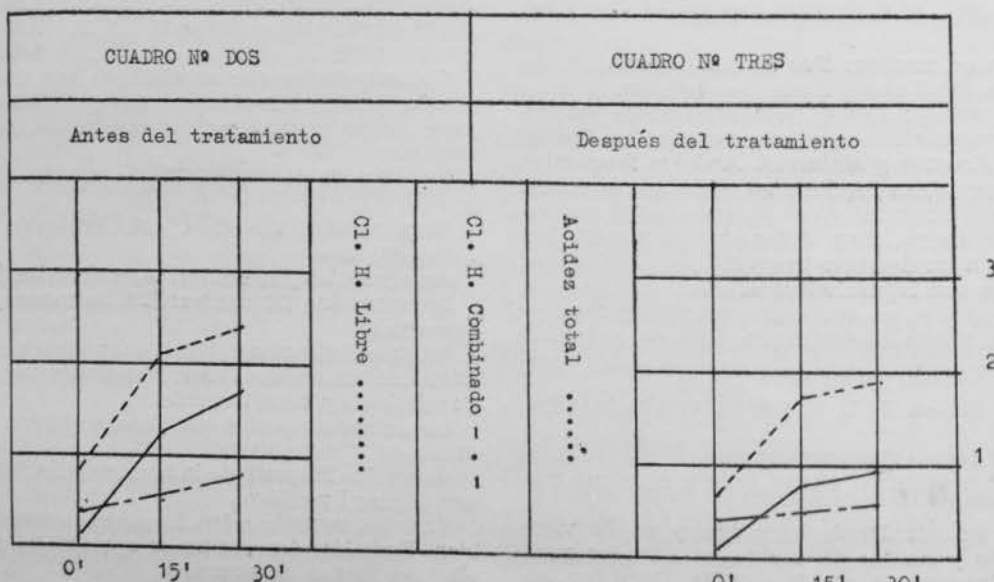 CUADRO Nº DOS
CUADRO Nº TRES
Antes del tratamiento
Después del tratamiento
Cl. H. Libre .......
Cl. H. Combinado - . -
Acidez total ......
3
2
1
0' 15' 30'
0' 15' 30'